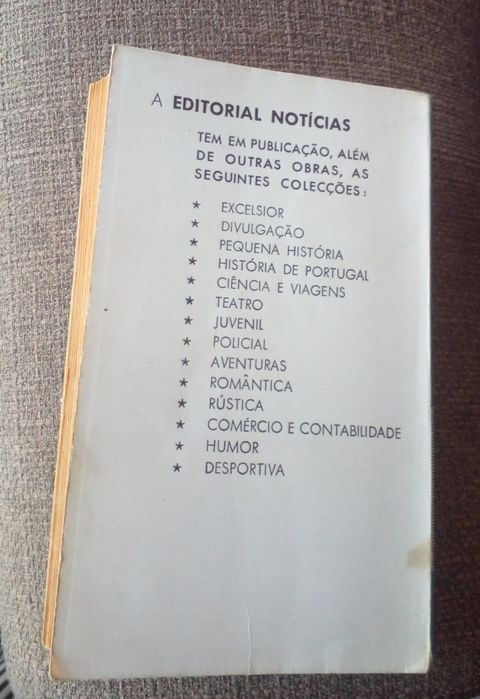 A EDITORIAL NOTÍCIAS
TEM EM PUBLICAÇÃO, ALÉM
DE OUTRAS OBRAS, AS
SEGUINTES COLECÇÕES:
* EXCELSIOR
* DIVULGAÇÃO
* PEQUENA HISTÓRIA
* HISTÓRIA DE PORTUGAL
* CIÊNCIA E VIAGENS
* TEATRO
* JUVENIL
* POLICIAL
* AVENTURAS
* ROMÂNTICA
* RÚSTICA
* COMÉRCIO E CONTABILIDADE
* HUMOR
* DESPORTIVA